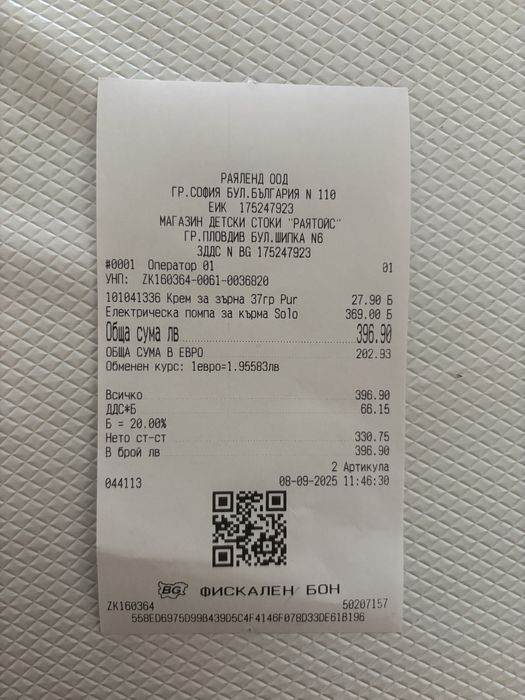 РАЯЛЕНД ООД
ГР.СОФИЯ БУЛ.БЪЛГАРИЯ N 110
ЕИК 175247923
МАГАЗИН ДЕТСКИ СТОКИ "РАЯТОЙС"
ГР.ПЛОВДИВ БУЛ.ШИПКА N6
ЗДДС N BG 175247923
#0001 Оператор 01 01
УНП: ZK160364-0061-0036820
101041336 Крем за зърна 37гр Pur 27.90 Б
Електрическа помпа за кърма Solo 369.00 Б
Обща сума лв 396.90
ОБЩА СУМА В ЕВРО 202.93
Обменен курс: 1евро=1.95583лв
Всичко 396.90
ДДС*Б 66.15
Б = 20.00%
Нето ст-ст 330.75
В брой лв 396.90
2 Артикула
044113 08-09-2025 11:46:30
BG ФИСКАЛЕН БОН
ZK160364 50207157
558ED6975D99B439D5C4F4146F078D33DE61B196